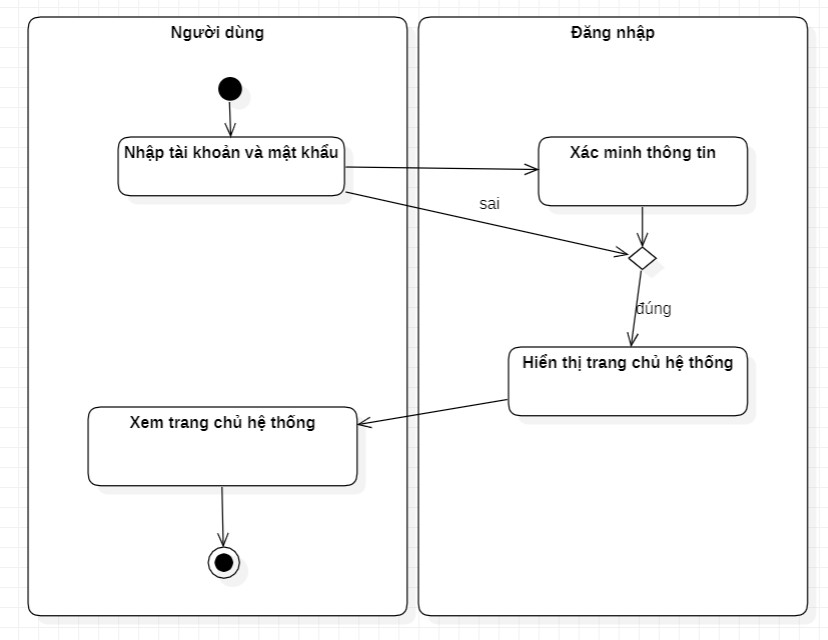 Người dùng
Đăng nhập
Nhập tài khoản và mật khẩu
Xác minh thông tin
sai
đúng
Hiển thị trang chủ hệ thống
Xem trang chủ hệ thống